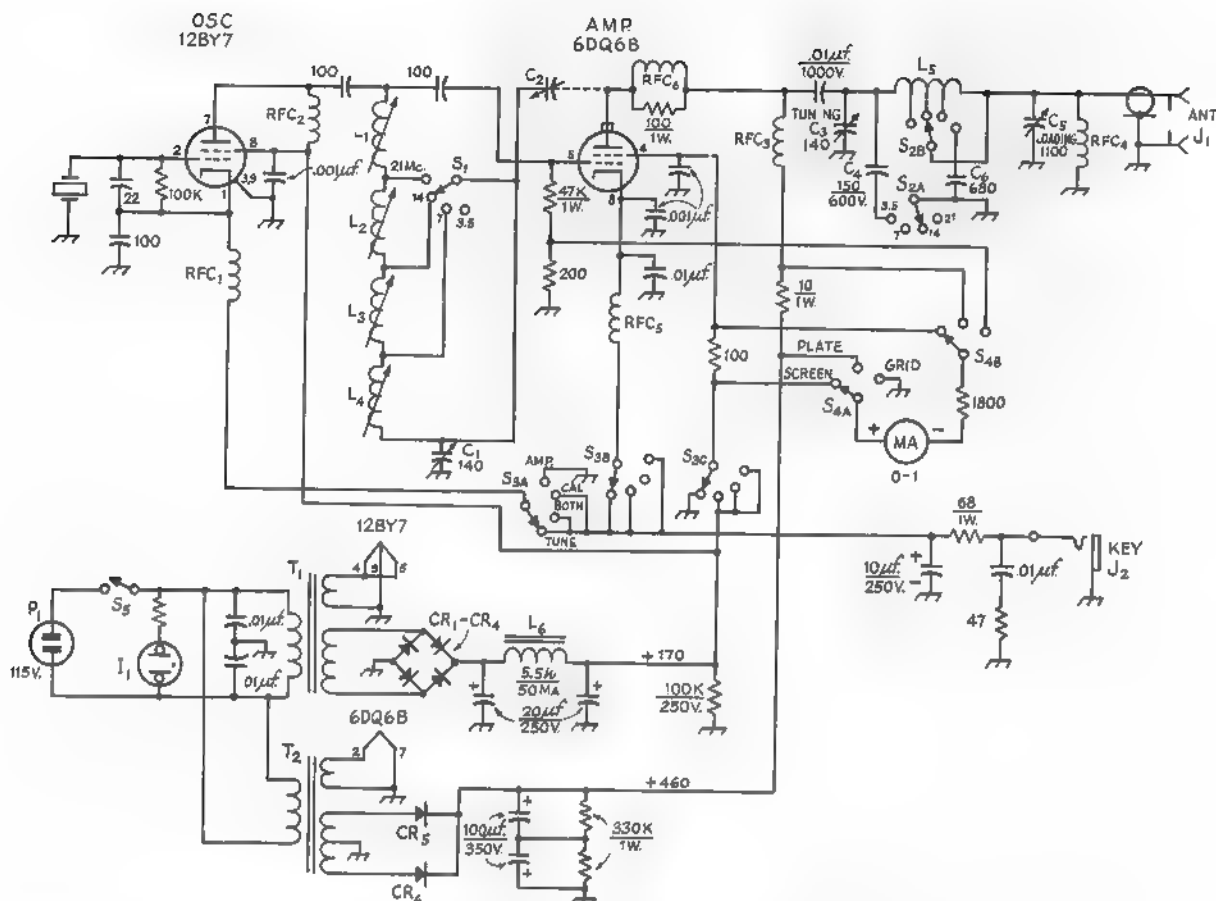 OSC
12BY7
AMP.
6DQ6B
7
2
8
3,9
1
22
100K
100
RFC1
RFC2
.001µf.
100
100
L1
L2
L3
L4
21Mc.
14
7
3.5
S1
C1
140
C2
5
4
8
47K
1W.
200
.001µf.
.01µf.
RFC5
RFC6
100
1W.
.01µf.
1000V.
TUNING
C3
140
RFC3
C4
150
600V.
L5
S2B
S2A
3.5
7
14
21
C6
680
C5
LOADING
1100
RFC4
ANT
J1
10
1W.
100
PLATE
SCREEN
GRID
S4A
S4B
1800
+
MA
-
0-1
S3A
AMP.
CAL
BOTH
TUNE
S3B
S3C
68
1W.
10µf
250V.
+
-
.01µf.
47
KEY
J2
P1
115V.
S5
I1
.01µf.
.01µf.
T1
12BY7
4
5
CR1-CR4
L6
5.5h
50MA
+
+
20µf
250V.
+170
100K
250V.
T2
6DQ6B
2
7
CR5
+460
+
+
100µf.
350V.
330K
1W.